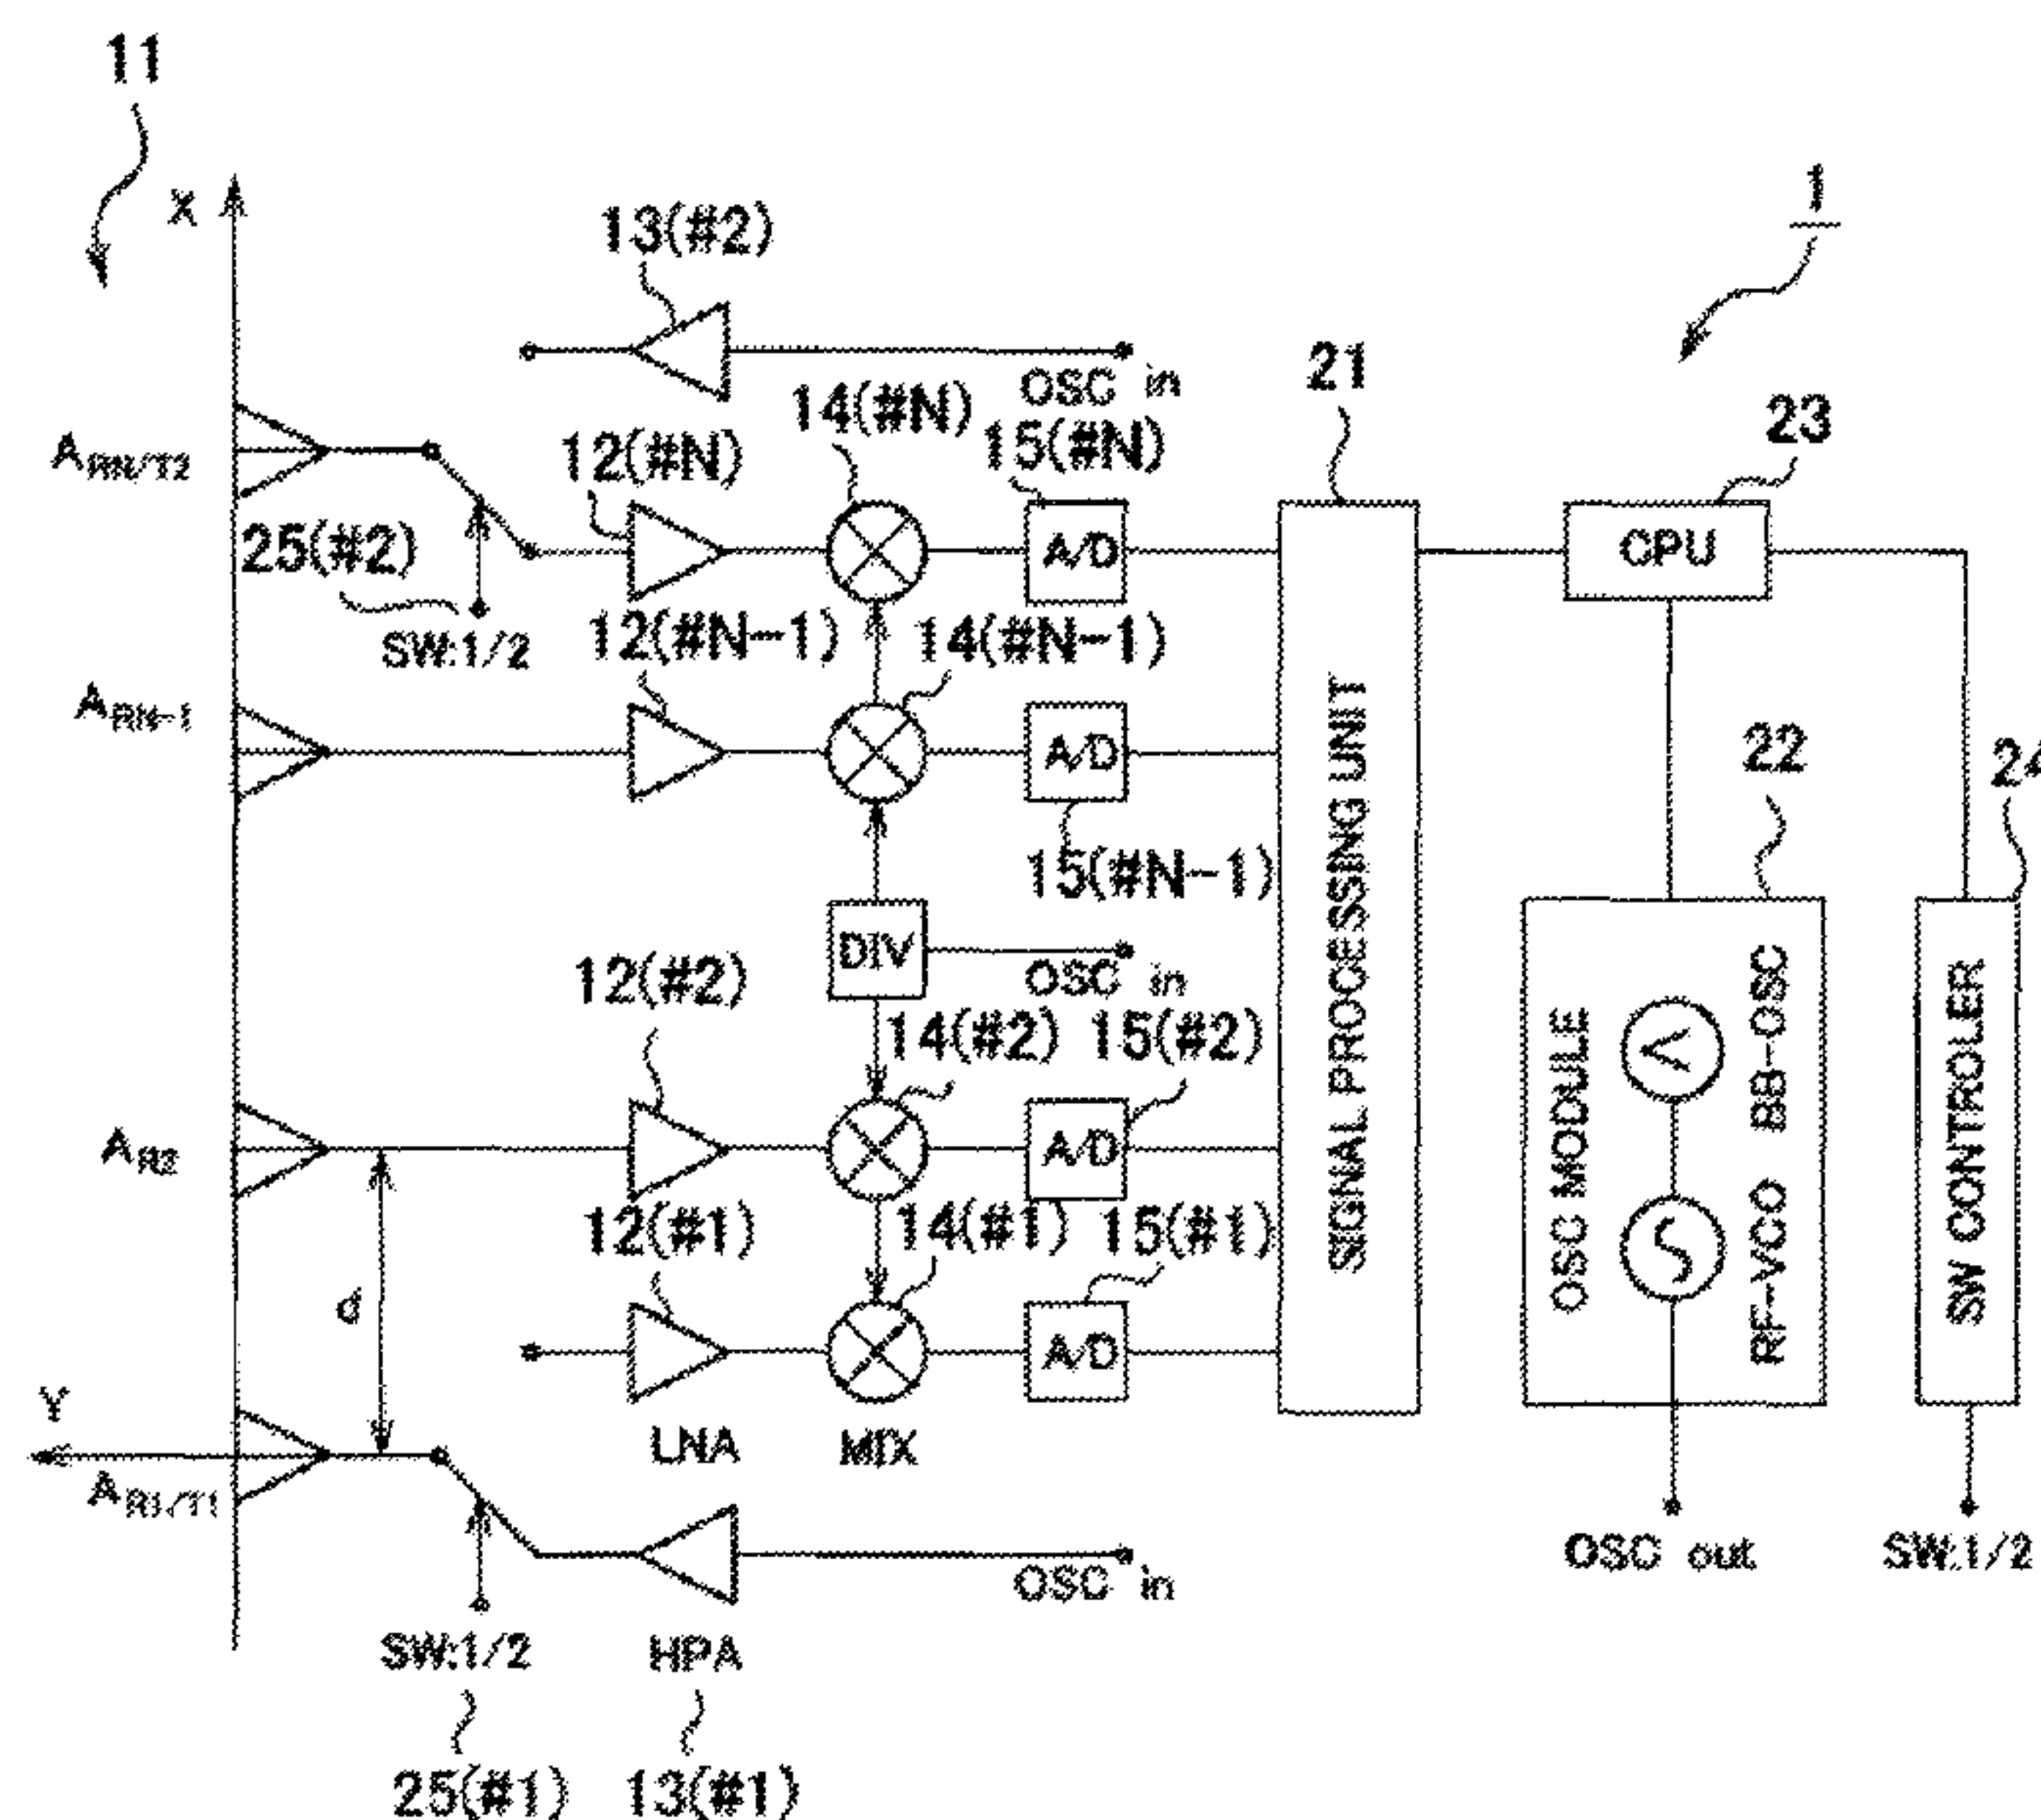 11
X
13(#2)
1
OSC in
14(#N)
21
12(#N)
15(#N)
23
A_RN/T2
25(#2)
A/D
CPU
SW:1/2
12(#N-1)
14(#N-1)
A_RN-1
A/D
22
24
15(#N-1)
SIGNAL PROCESSING UNIT
DIV
OSC in
12(#2)
14(#2)
15(#2)
OSC MODULE
BB-OSC
SW CONTROLER
A_R2
A/D
12(#1)
14(#1)
15(#1)
RF-VCO
d
A/D
Y
LNA
MIX
A_R1/T1
OSC in
OSC out
SW:1/2
SW:1/2
HPA
25(#1)
13(#1)